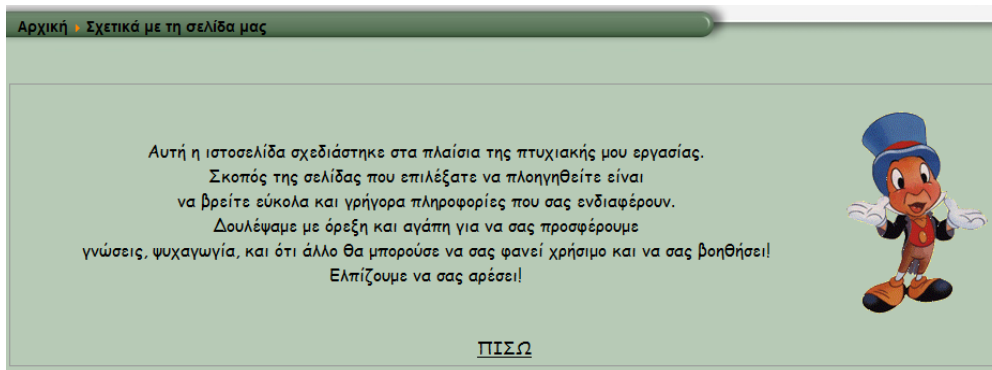 Αρχική Σχετικά με τη σελίδα μας
Αυτή η ιστοσελίδα σχεδιάστηκε στα πλαίσια της πτυχιακής μου εργασίας.
Σκοπός της σελίδας που επιλέξατε να πλοηγηθείτε είναι
να βρείτε εύκολα και γρήγορα πληροφορίες που σας ενδιαφέρουν.
Δουλέψαμε με όρεξη και αγάπη για να σας προσφέρουμε
γνώσεις, ψυχαγωγία, και ότι άλλο θα μπορούσε να σας φανεί χρήσιμο και να σας βοηθήσει!
Ελπίζουμε να σας αρέσει!
ΠΙΣΩ